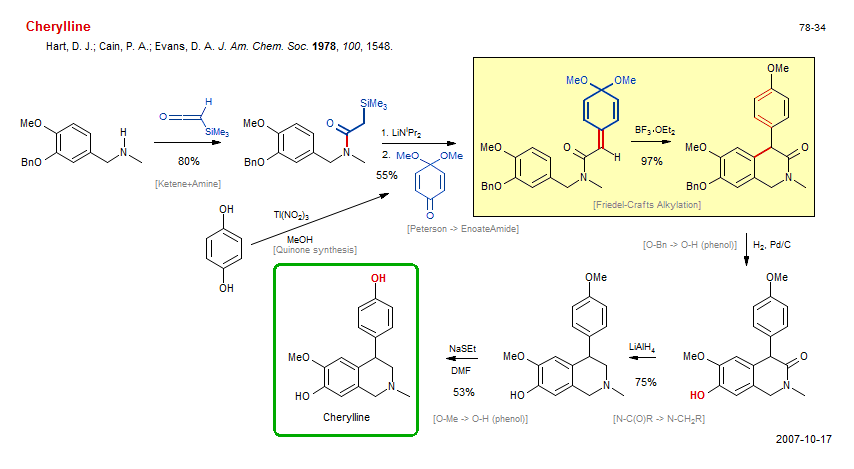 Cherylline
78-34
Hart, D. J.; Cain, P. A.; Evans, D. A. J. Am. Chem. Soc. 1978, 100, 1548.
MeO
BnO
H
N
O
H
SiMe₃
80%
[Ketene+Amine]
MeO
BnO
O
SiMe₃
N
1. LiNⁱPr₂
2. MeO OMe
55%
O
[Peterson -> EnoateAmide]
MeO OMe
MeO
BnO
O
H
N
BF₃·OEt₂
97%
[Friedel-Crafts Alkylation]
OMe
MeO
BnO
O
N
OH
OH
Tl(NO₂)₃
MeOH
[Quinone synthesis]
[O-Bn -> O-H (phenol)]
H₂, Pd/C
OMe
MeO
HO
O
N
LiAlH₄
75%
[N-C(O)R -> N-CH₂R]
OMe
MeO
HO
N
NaSEt
DMF
53%
[O-Me -> O-H (phenol)]
OH
MeO
HO
N
Cherylline
2007-10-17